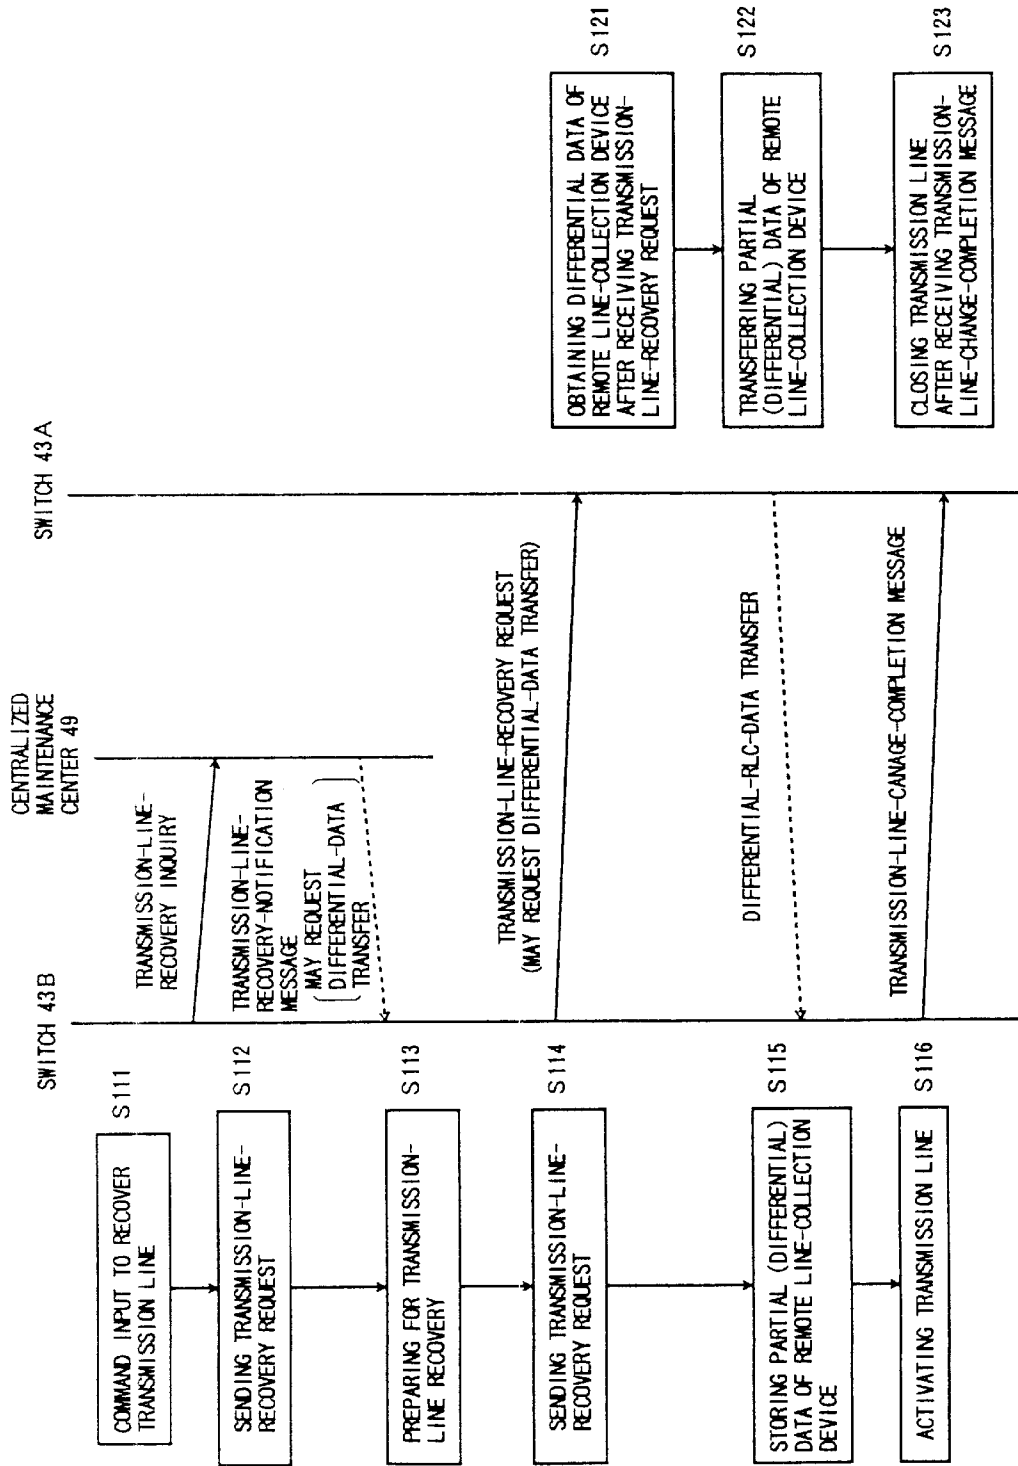 SWITCH 43B
CENTRALIZED
MAINTENANCE
CENTER 49
SWITCH 43A
COMMAND INPUT TO RECOVER
TRANSMISSION LINE
S111
SENDING TRANSMISSION-LINE-
RECOVERY REQUEST
S112
PREPARING FOR TRANSMISSION-
LINE RECOVERY
S113
SENDING TRANSMISSION-LINE-
RECOVERY REQUEST
S114
STORING PARTIAL (DIFFERENTIAL)
DATA OF REMOTE LINE-COLLECTION
DEVICE
S115
ACTIVATING TRANSMISSION LINE
S116
TRANSMISSION-LINE-
RECOVERY INQUIRY
TRANSMISSION-LINE-
RECOVERY-NOTIFICATION
MESSAGE
MAY REQUEST
DIFFERENTIAL-DATA
TRANSFER
TRANSMISSION-LINE-RECOVERY REQUEST
(MAY REQUEST DIFFERENTIAL-DATA TRANSFER)
DIFFERENTIAL-RLC-DATA TRANSFER
TRANSMISSION-LINE-CANAGE-COMPLETION MESSAGE
OBTAINING DIFFERENTIAL DATA OF
REMOTE LINE-COLLECTION DEVICE
AFTER RECEIVING TRANSMISSION-
LINE-RECOVERY REQUEST
S121
TRANSFERRING PARTIAL
(DIFFERENTIAL) DATA OF REMOTE
LINE-COLLECTION DEVICE
S122
CLOSING TRANSMISSION LINE
AFTER RECEIVING TRANSMISSION-
LINE-CHANGE-COMPLETION MESSAGE
S123